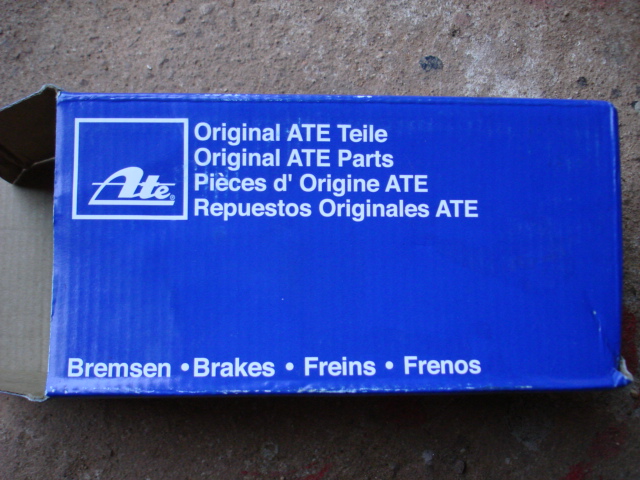 Ate®
Original ATE Teile
Original ATE Parts
Pièces d' Origine ATE
Repuestos Originales ATE
Bremsen • Brakes • Freins • Frenos